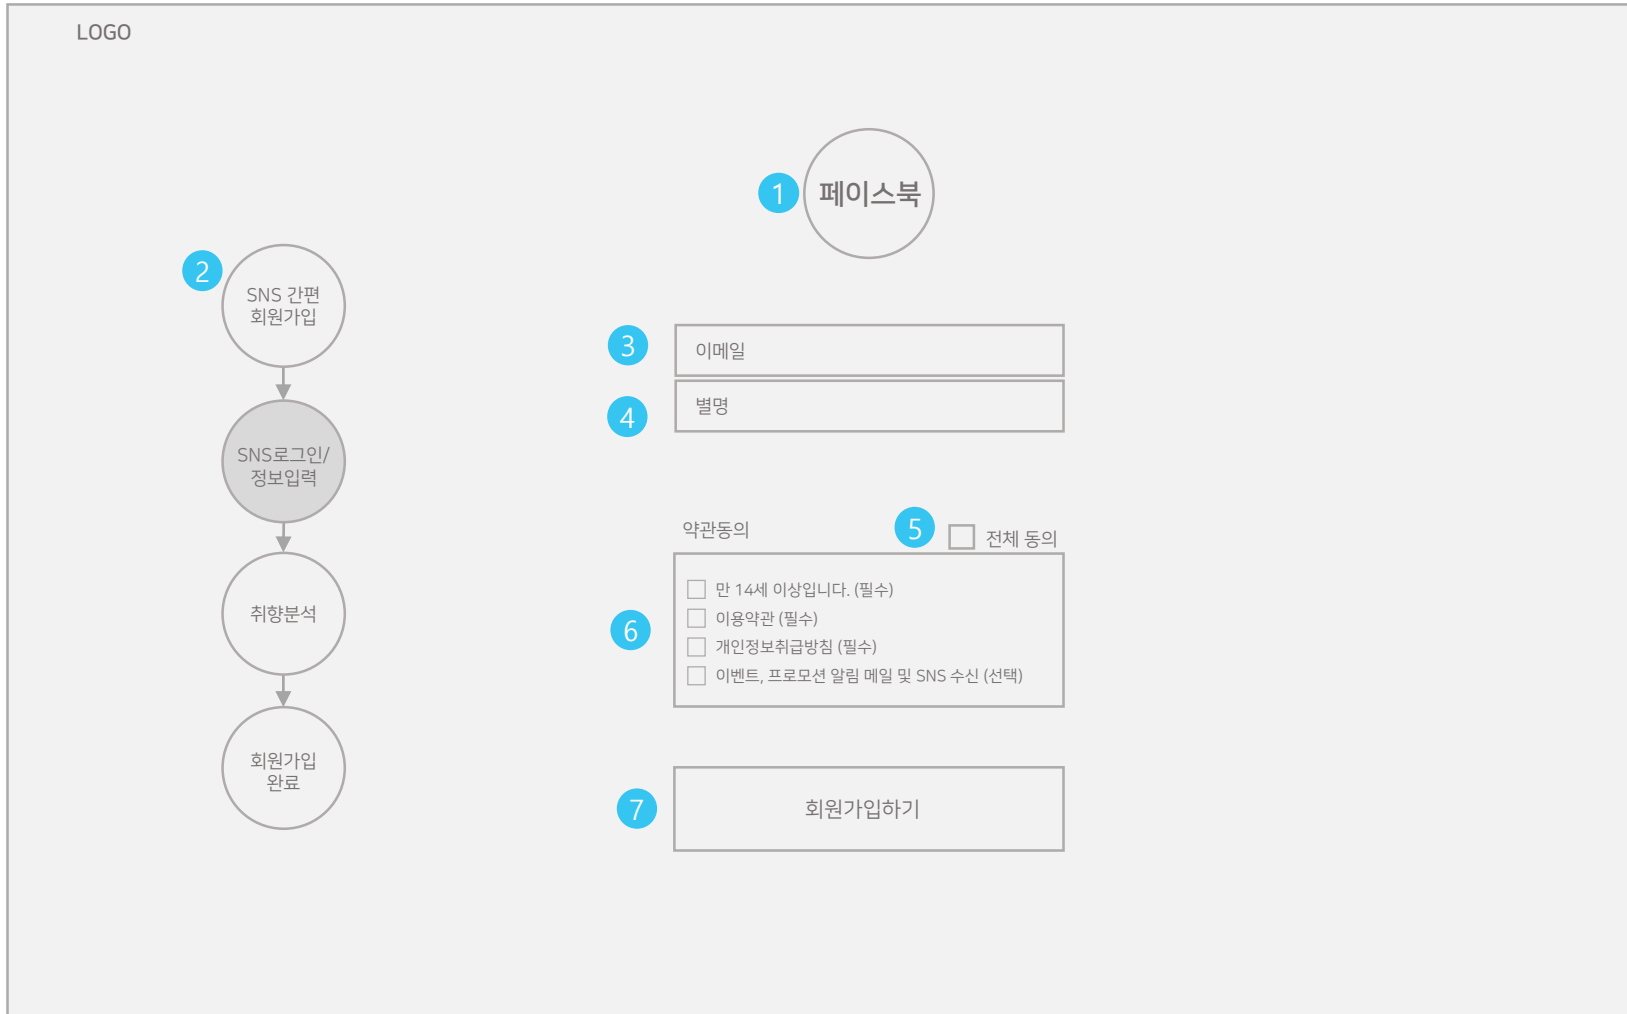 LOGO
1
페이스북
2
SNS 간편
회원가입
SNS로그인/
정보입력
취향분석
회원가입
완료
3
이메일
4
별명
약관동의
5
전체 동의
6
만 14세 이상입니다. (필수)
이용약관 (필수)
개인정보취급방침 (필수)
이벤트, 프로모션 알림 메일 및 SNS 수신 (선택)
7
회원가입하기